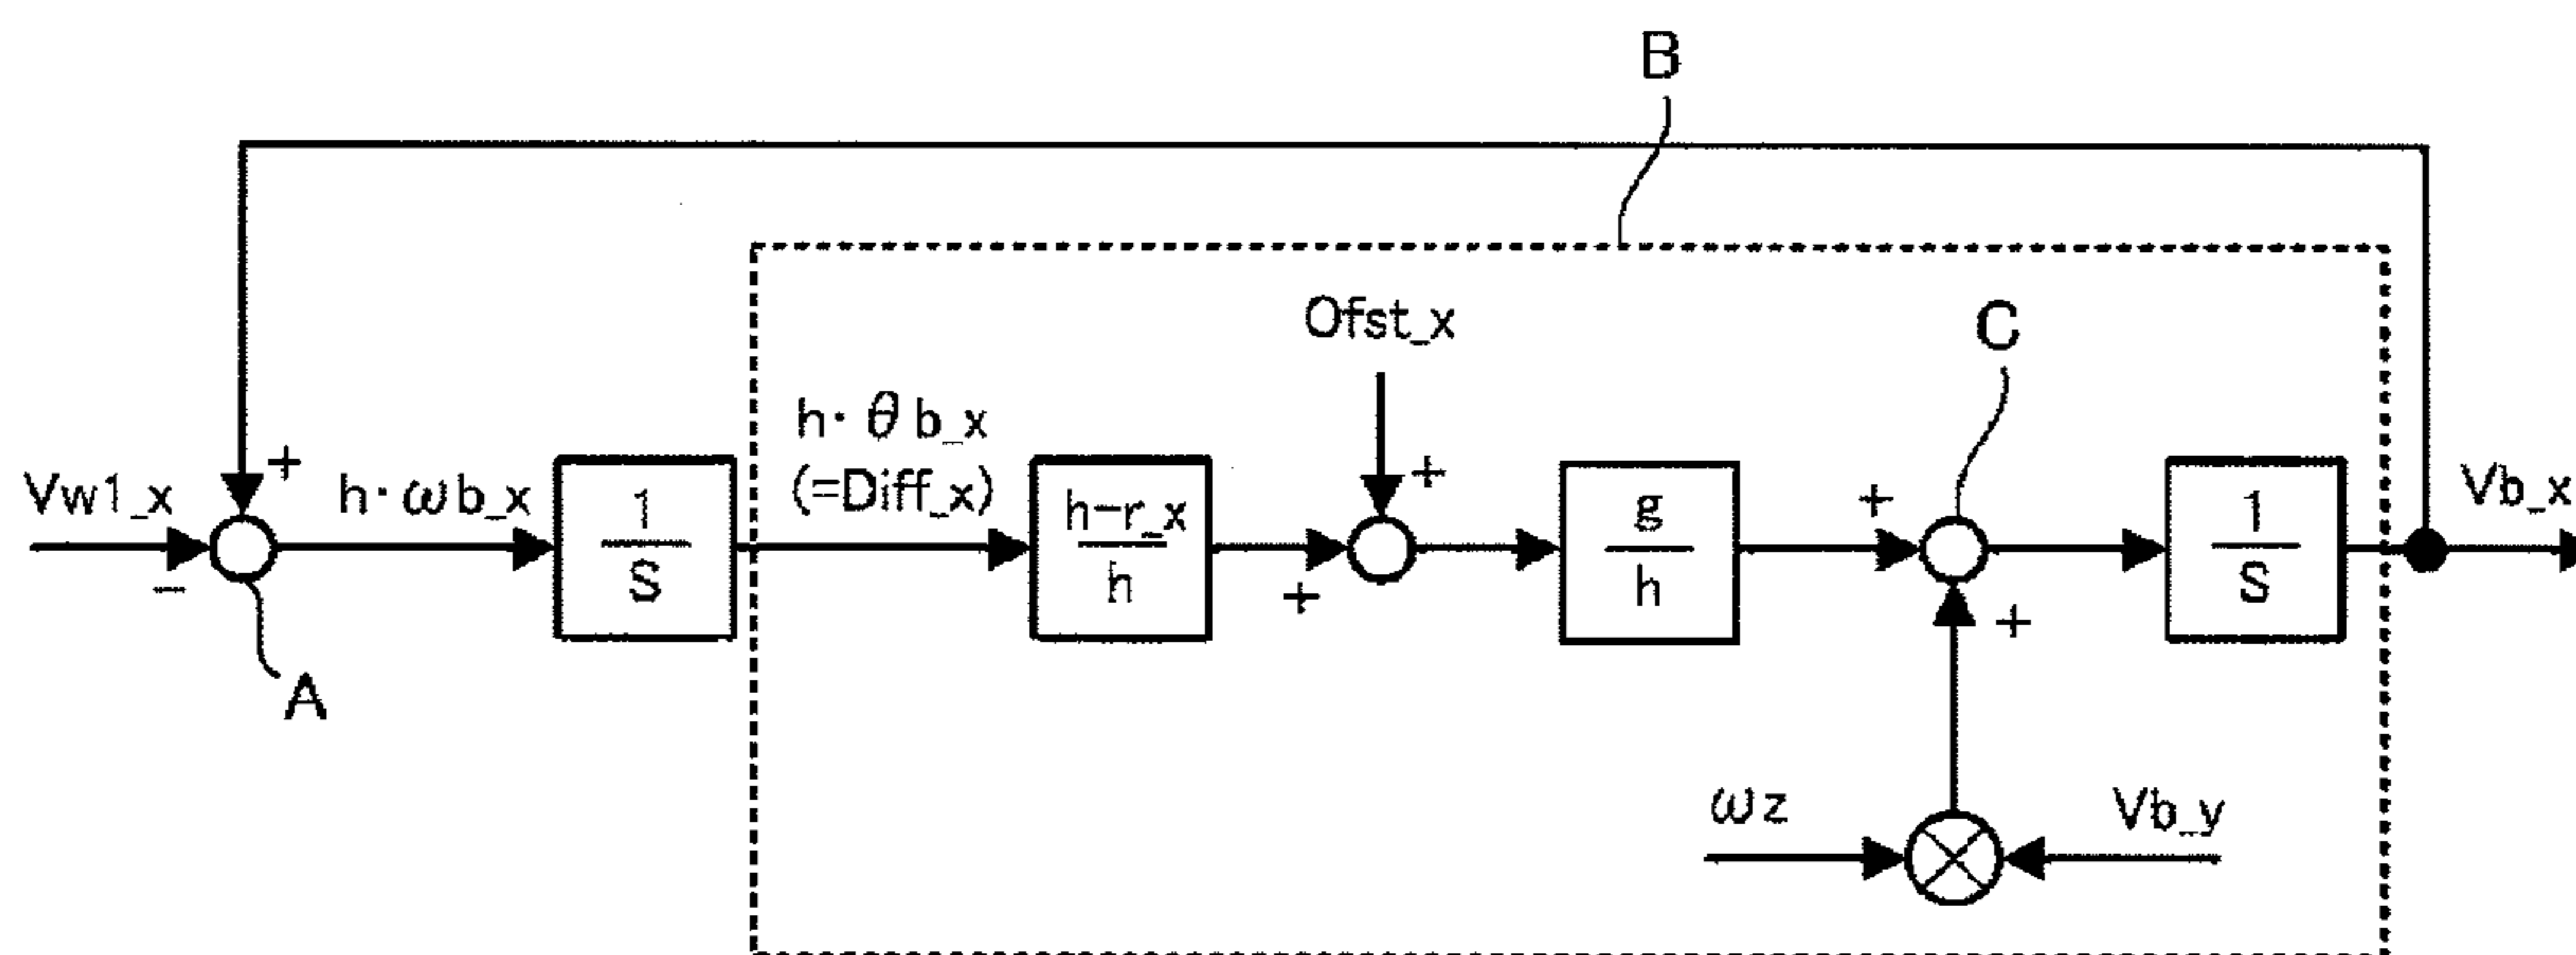 B
Ofst_x
C
h・θb_x
(=Diff_x)
+
+
+
Vw1_x
h・ωb_x
1
S
h-r_x
h
g
h
1
S
Vb_x
-
+
+
A
ωz
Vb_y